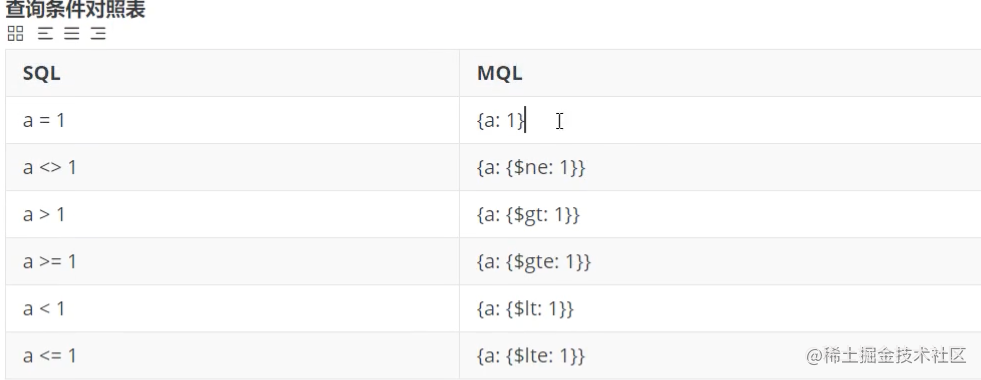 查询条件对照表
SQL MQL
a = 1 {a: 1}
a <> 1 {a: {$ne: 1}}
a > 1 {a: {$gt: 1}}
a >= 1 {a: {$gte: 1}}
a < 1 {a: {$lt: 1}}
a <= 1 {a: {$lte: 1}}
@稀土掘金技术社区